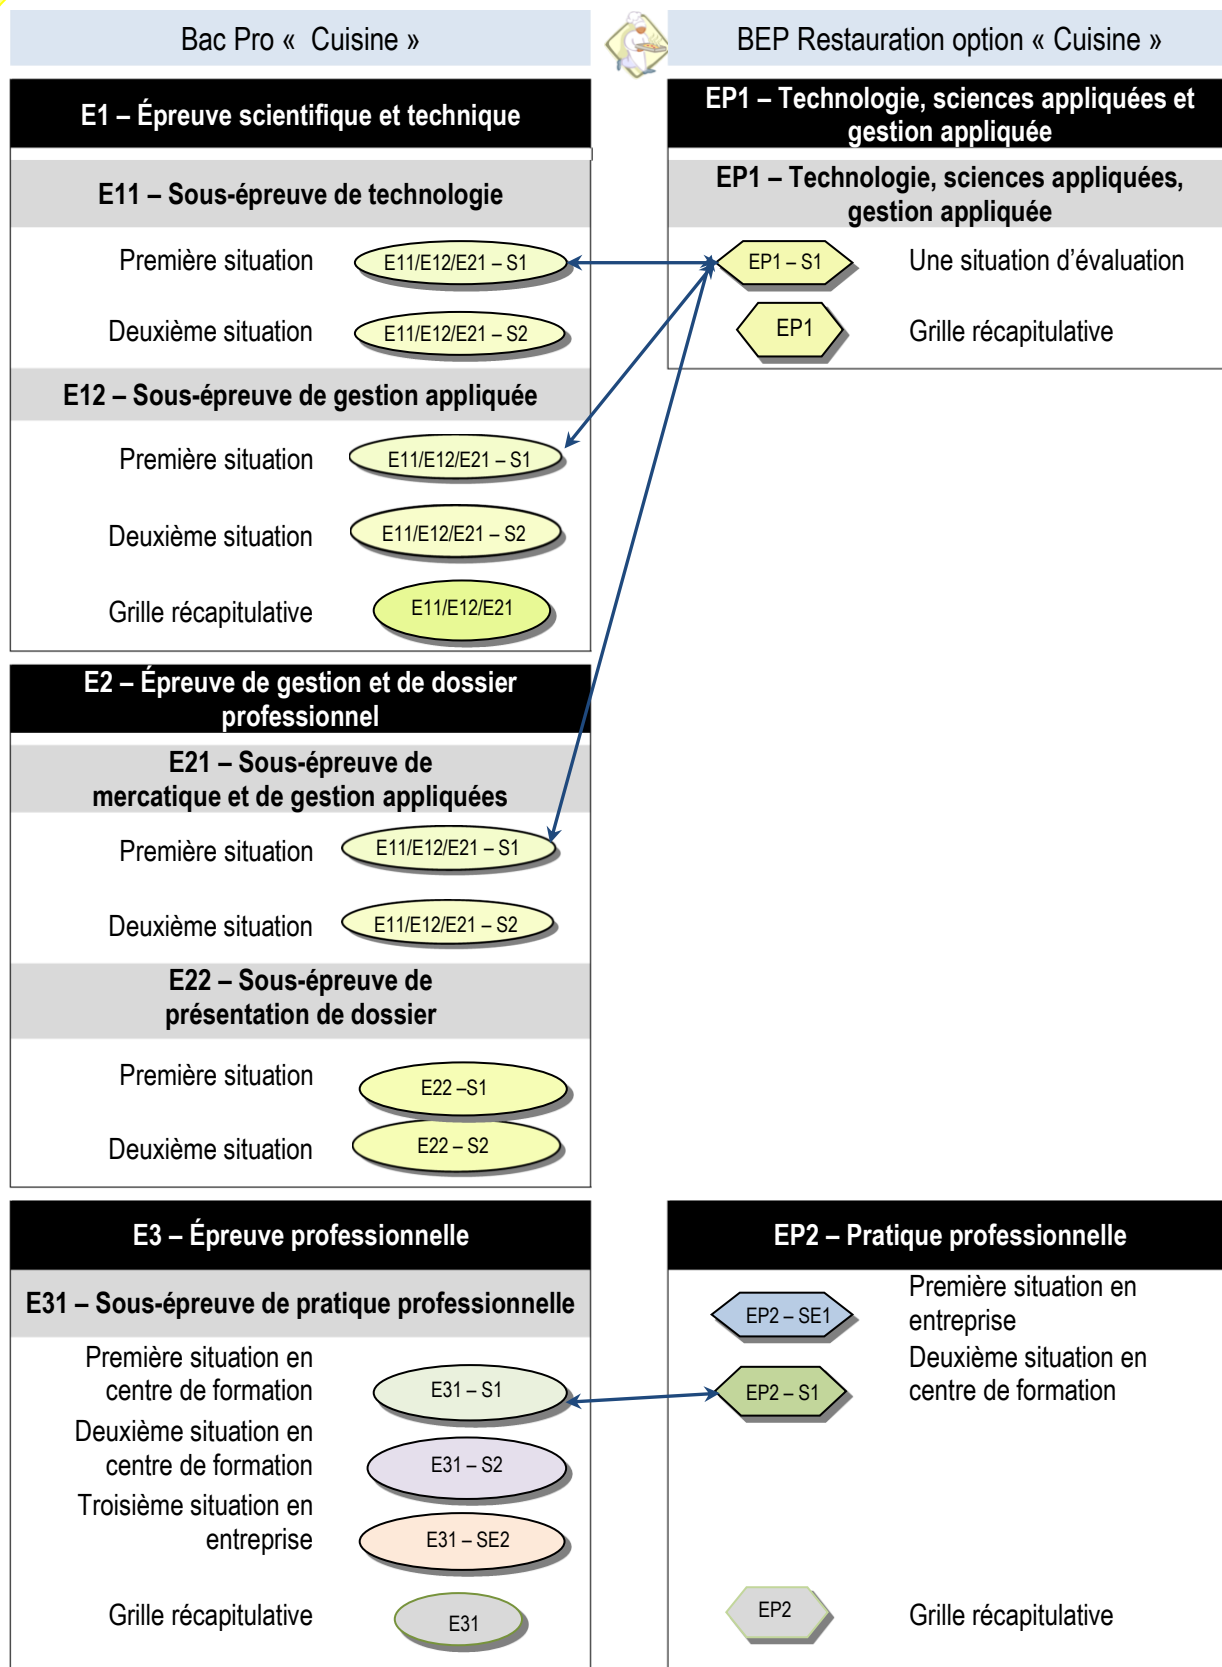 Bac Pro « Cuisine »
BEP Restauration option « Cuisine »
E1 – Épreuve scientifique et technique
E11 – Sous-épreuve de technologie
Première situation
E11/E12/E21 – S1
Deuxième situation
E11/E12/E21 – S2
E12 – Sous-épreuve de gestion appliquée
Première situation
E11/E12/E21 – S1
Deuxième situation
E11/E12/E21 – S2
Grille récapitulative
E11/E12/E21
EP1 – Technologie, sciences appliquées et
gestion appliquée
EP1 – Technologie, sciences appliquées,
gestion appliquée
EP1 – S1
Une situation d'évaluation
EP1
Grille récapitulative
E2 – Épreuve de gestion et de dossier
professionnel
E21 – Sous-épreuve de
mercatique et de gestion appliquées
Première situation
E11/E12/E21 – S1
Deuxième situation
E11/E12/E21 – S2
E22 – Sous-épreuve de
présentation de dossier
Première situation
E22 –S1
Deuxième situation
E22 – S2
E3 – Épreuve professionnelle
E31 – Sous-épreuve de pratique professionnelle
Première situation en
centre de formation
E31 – S1
Deuxième situation en
centre de formation
E31 – S2
Troisième situation en
entreprise
E31 – SE2
Grille récapitulative
E31
EP2 – Pratique professionnelle
EP2 – SE1
Première situation en
entreprise
EP2 – S1
Deuxième situation en
centre de formation
EP2
Grille récapitulative